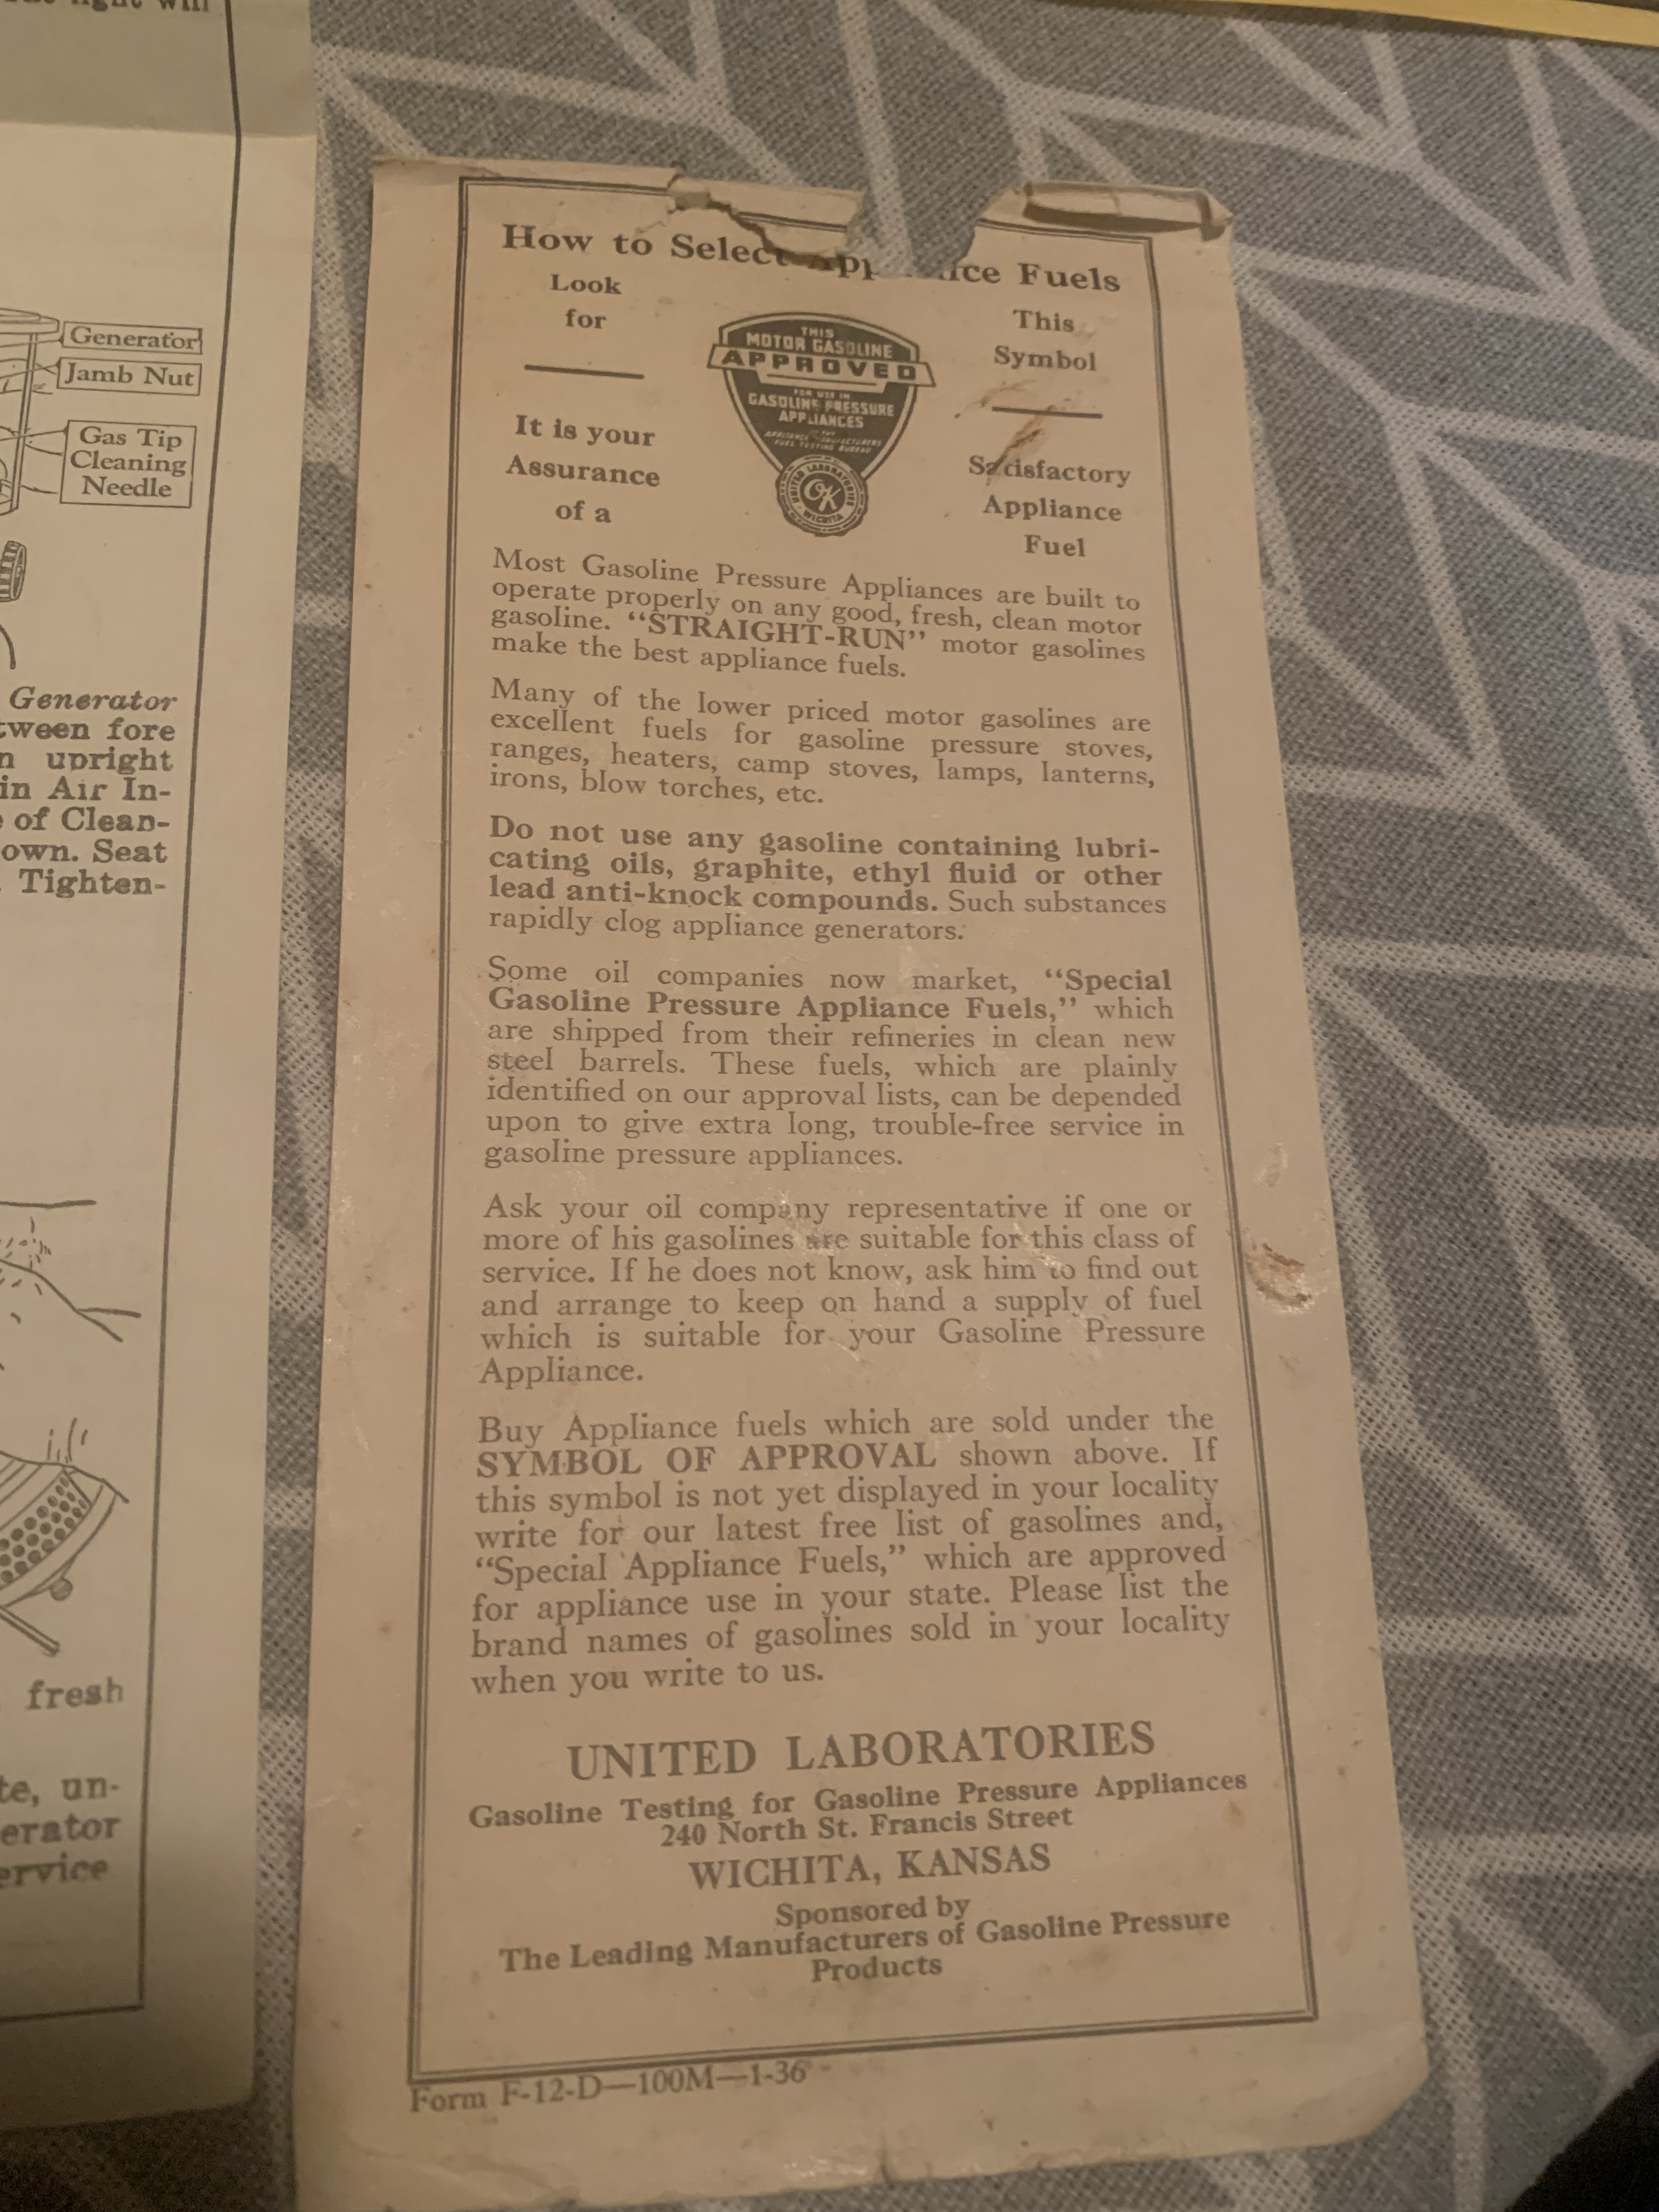 light will
Generator
Jamb Nut
Gas Tip
Cleaning
Needle
Generator
tween fore
n upright
in Air In-
of Clean-
own. Seat
Tighten-
fresh
te, un-
erator
ervice
How to Select App nce Fuels
Look
for
This
Symbol
THIS
MOTOR GASOLINE
APPROVED
FOR USE IN
GASOLINE PRESSURE
APPLIANCES
BY THE
APPLIANCE MANUFACTURERS
FUEL TESTING BUREAU
UNITED LABORATORIES
OK
WICHITA
It is your
Assurance
of a
Satisfactory
Appliance
Fuel
Most Gasoline Pressure Appliances are built to
operate properly on any good, fresh, clean motor
gasoline. “STRAIGHT-RUN” motor gasolines
make the best appliance fuels.
Many of the lower priced motor gasolines are
excellent fuels for gasoline pressure stoves,
ranges, heaters, camp stoves, lamps, lanterns,
irons, blow torches, etc.
Do not use any gasoline containing lubri-
cating oils, graphite, ethyl fluid or other
lead anti-knock compounds. Such substances
rapidly clog appliance generators.
Some oil companies now market, “Special
Gasoline Pressure Appliance Fuels,” which
are shipped from their refineries in clean new
steel barrels. These fuels, which are plainly
identified on our approval lists, can be depended
upon to give extra long, trouble-free service in
gasoline pressure appliances.
Ask your oil company representative if one or
more of his gasolines are suitable for this class of
service. If he does not know, ask him to find out
and arrange to keep on hand a supply of fuel
which is suitable for your Gasoline Pressure
Appliance.
Buy Appliance fuels which are sold under the
SYMBOL OF APPROVAL shown above. If
this symbol is not yet displayed in your locality
write for our latest free list of gasolines and,
“Special Appliance Fuels,” which are approved
for appliance use in your state. Please list the
brand names of gasolines sold in your locality
when you write to us.
UNITED LABORATORIES
Gasoline Testing for Gasoline Pressure Appliances
240 North St. Francis Street
WICHITA, KANSAS
Sponsored by
The Leading Manufacturers of Gasoline Pressure
Products
Form F-12-D—100M—1-36